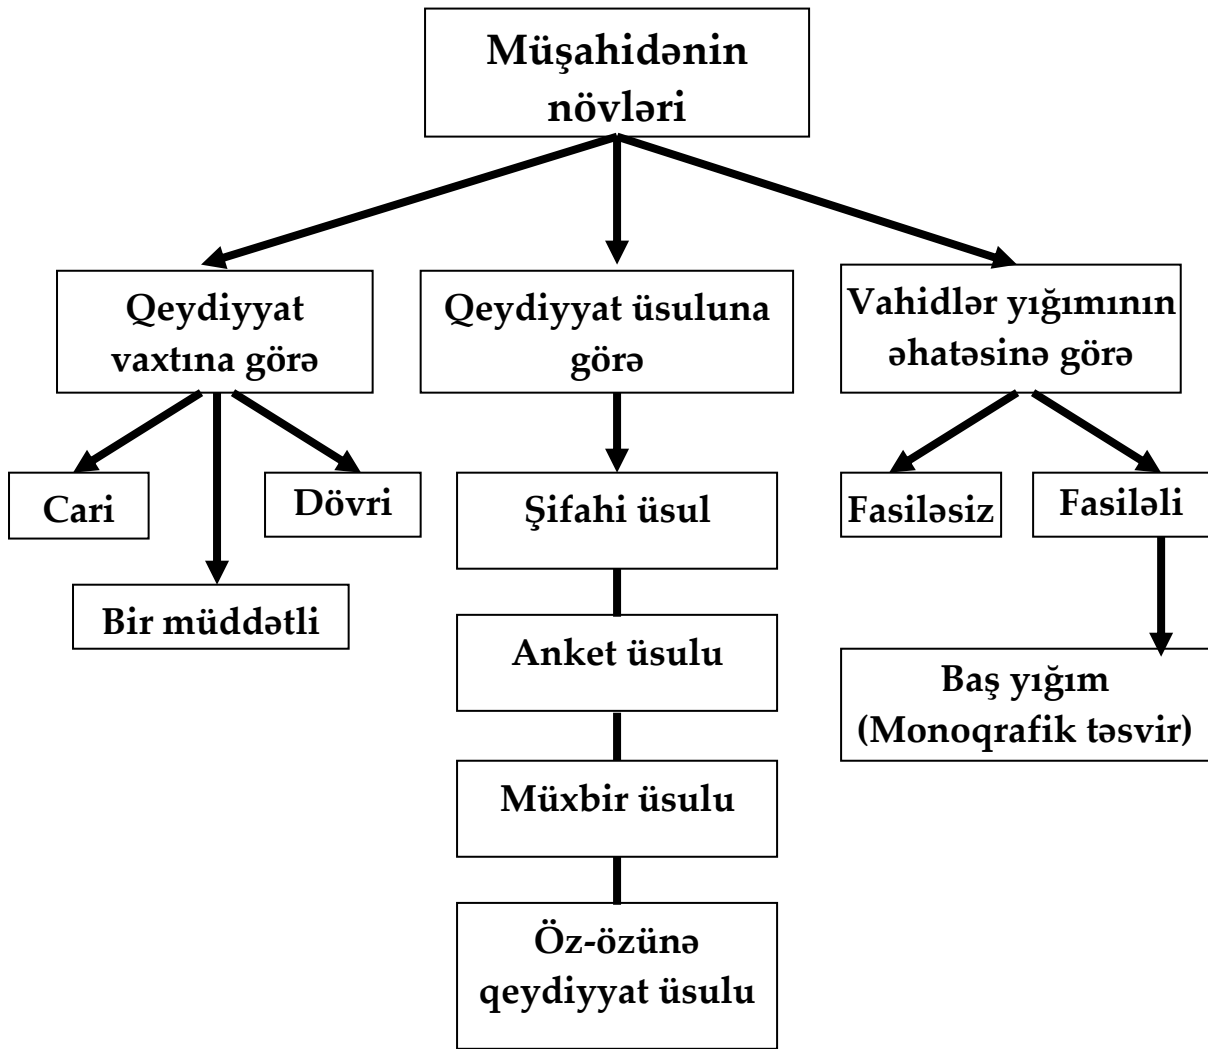 Müşahidənin
növləri
Qeydiyyat
vaxtına görə
Qeydiyyat üsuluna
görə
Vahidlər yığımının
əhatəsinə görə
Cari
Dövri
Bir müddətli
Şifahi üsul
Anket üsulu
Müxbir üsulu
Öz-özünə
qeydiyyat üsulu
Fasiləsiz
Fasiləli
Baş yığım
(Monoqrafik təsvir)